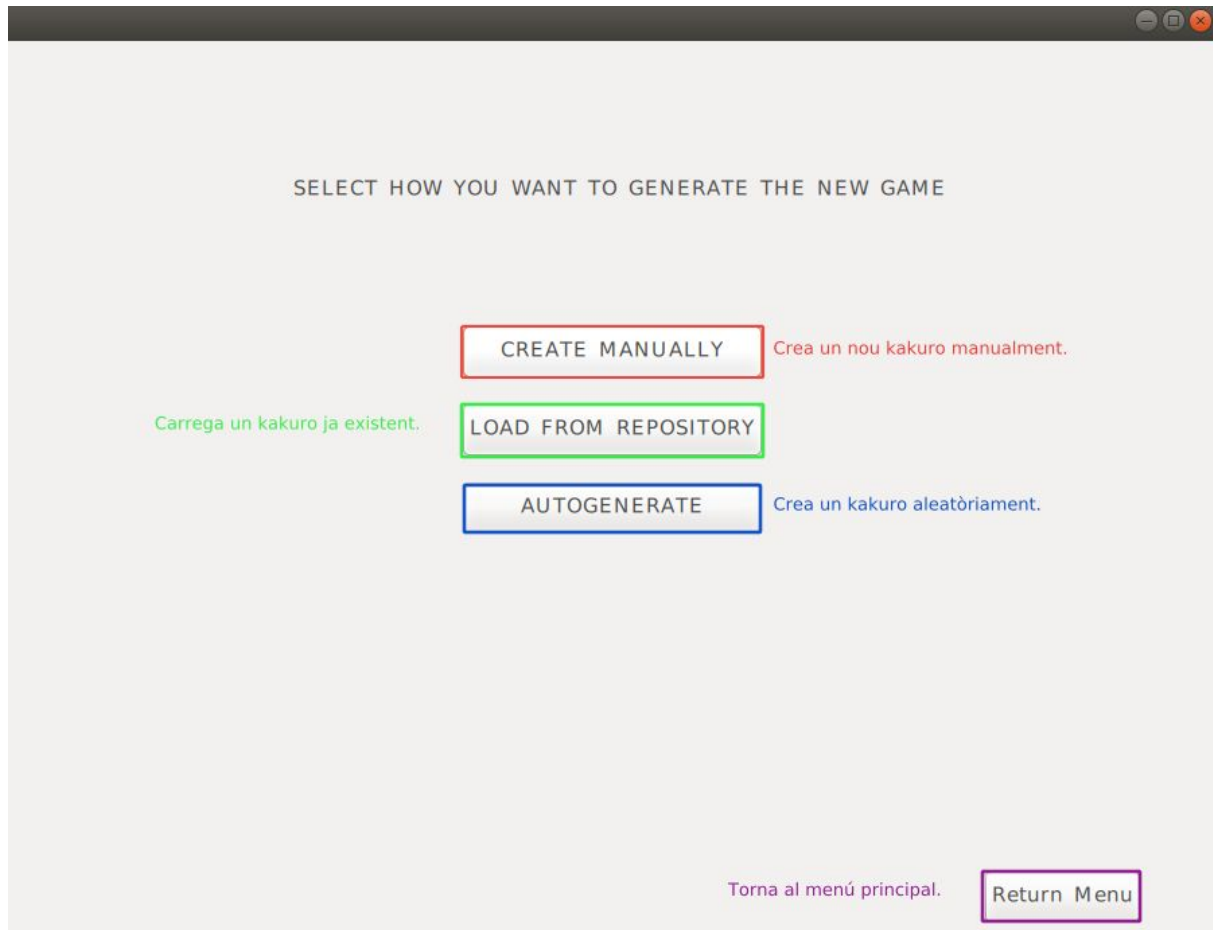 SELECT HOW YOU WANT TO GENERATE THE NEW GAME
CREATE MANUALLY
Crea un nou kakuro manualment.
Carrega un kakuro ja existent.
LOAD FROM REPOSITORY
AUTOGENERATE
Crea un kakuro aleatòriament.
Torna al menú principal.
Return Menu